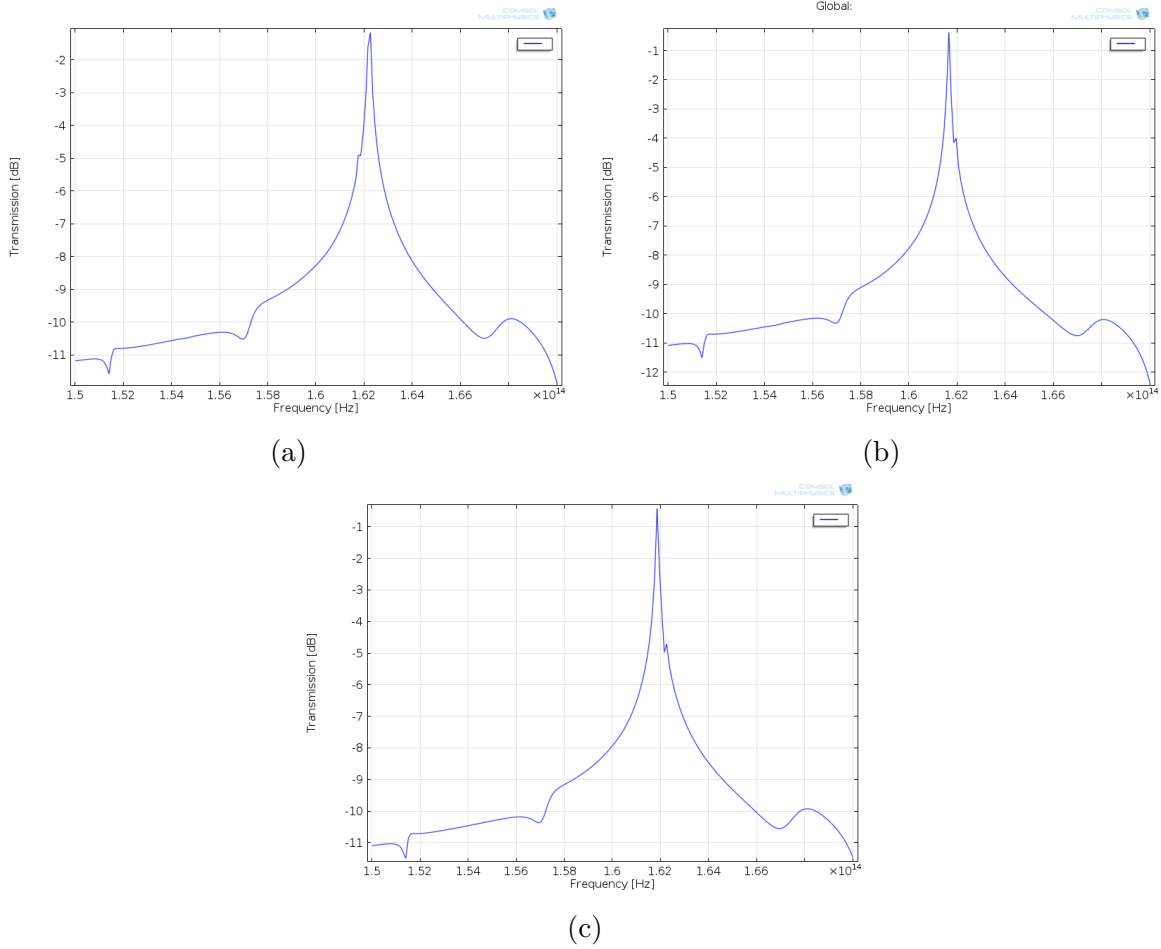 COMSOL
MULTIPHYSICS
Transmission [dB]
-2
-3
-4
-5
-6
-7
-8
-9
-10
-11
1.5 1.52 1.54 1.56 1.58 1.6 1.62 1.64 1.66 ×10¹⁴
Frequency [Hz]
(a)
Global:
COMSOL
MULTIPHYSICS
Transmission [dB]
-1
-2
-3
-4
-5
-6
-7
-8
-9
-10
-11
-12
1.5 1.52 1.54 1.56 1.58 1.6 1.62 1.64 1.66 ×10¹⁴
Frequency [Hz]
(b)
COMSOL
MULTIPHYSICS
Transmission [dB]
-1
-2
-3
-4
-5
-6
-7
-8
-9
-10
-11
1.5 1.52 1.54 1.56 1.58 1.6 1.62 1.64 1.66 ×10¹⁴
Frequency [Hz]
(c)